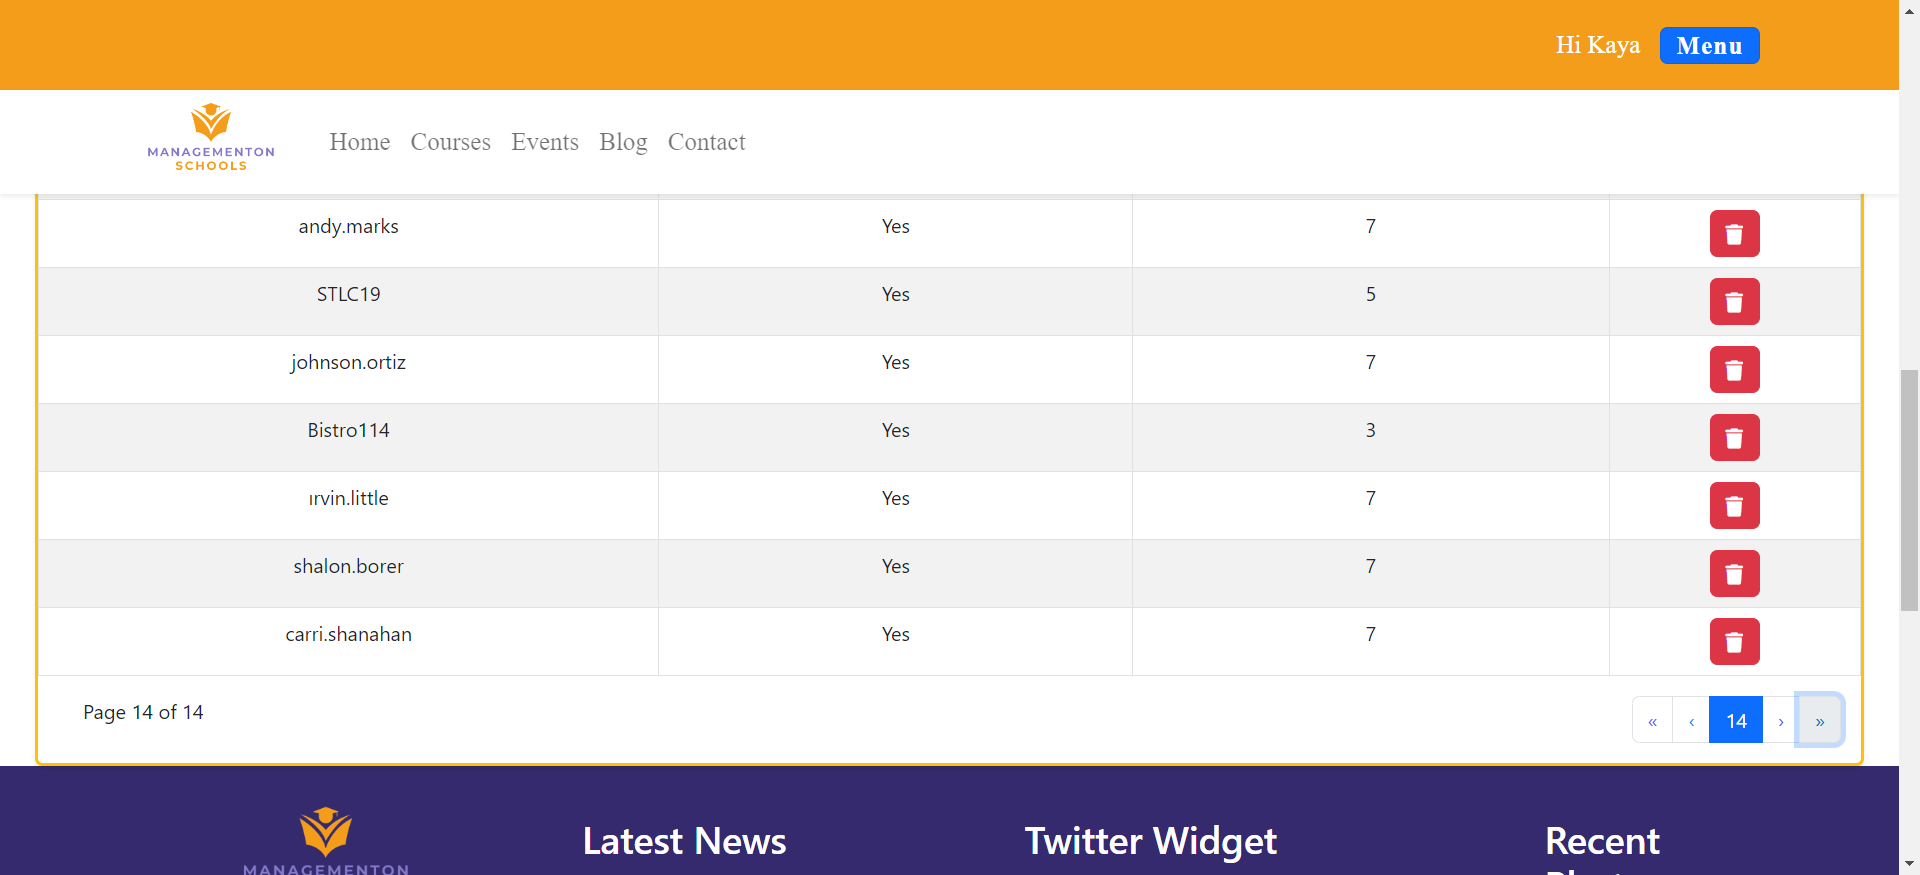 Hi Kaya Menu
MANAGEMENTON
SCHOOLS
Home Courses Events Blog Contact
andy.marks Yes 7
STLC19 Yes 5
johnson.ortiz Yes 7
Bistro114 Yes 3
ırvin.little Yes 7
shalon.borer Yes 7
carri.shanahan Yes 7
Page 14 of 14
« ‹ 14 › »
MANAGEMENTON
Latest News
Twitter Widget
Recent